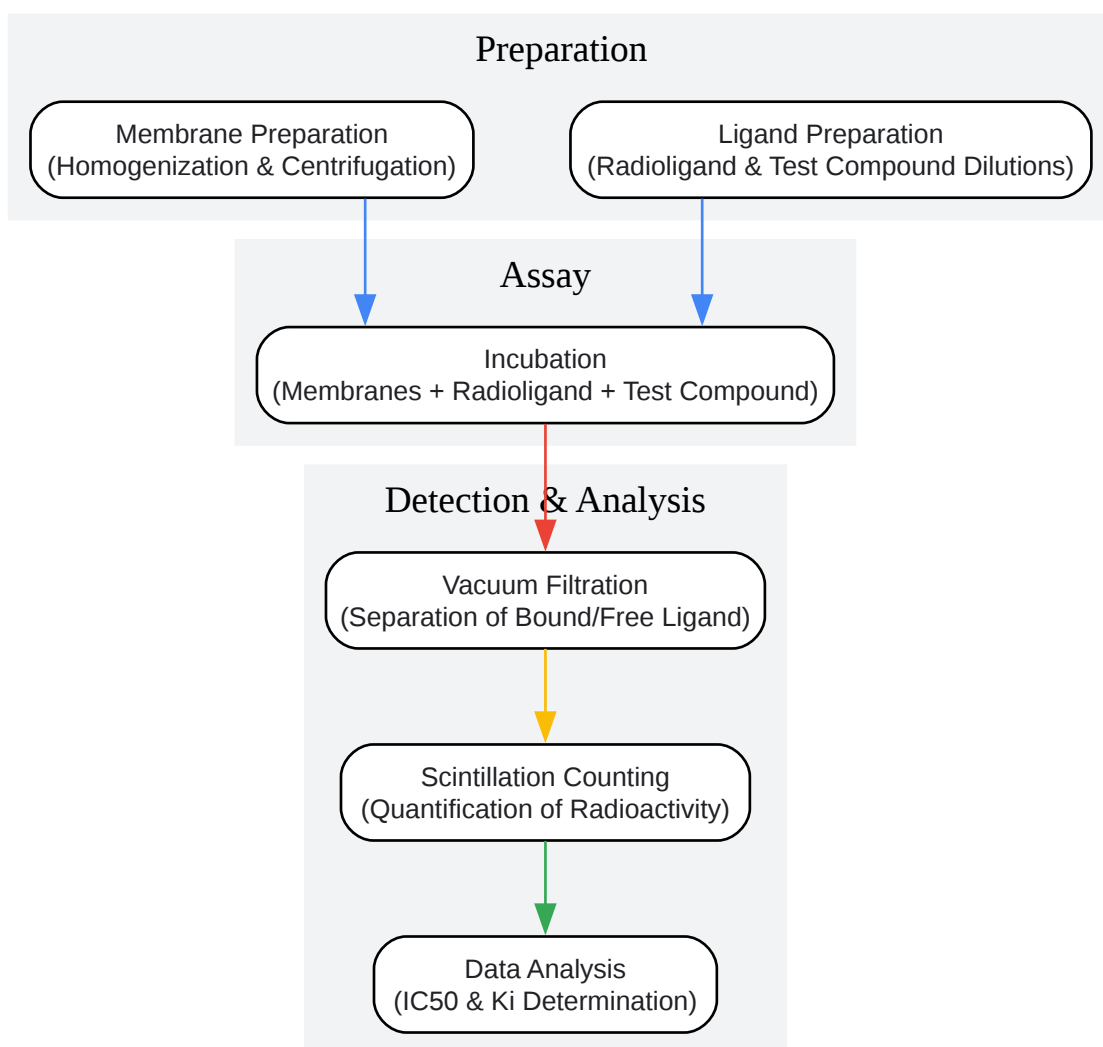 Preparation
Membrane Preparation
(Homogenization & Centrifugation)
Ligand Preparation
(Radioligand & Test Compound Dilutions)
Assay
Incubation
(Membranes + Radioligand + Test Compound)
Detection & Analysis
Vacuum Filtration
(Separation of Bound/Free Ligand)
Scintillation Counting
(Quantification of Radioactivity)
Data Analysis
(IC50 & Ki Determination)